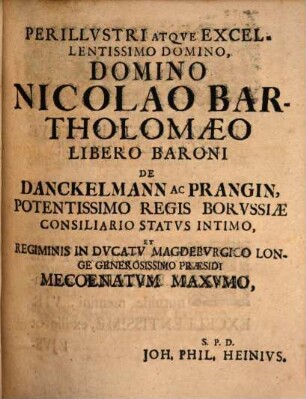 PERILLVSTRI ATQVE EXCEL-
LENTISSIMO DOMINO,
DOMINO
NICOLAO BAR-
THOLOMÆO
LIBERO BARONI
DE
DANCKELMANN AC PRANGIN,
POTENTISSIMO REGIS BORVSSIÆ
CONSILIARIO STATVS INTIMO,
ET
REGIMINIS IN DVCATV MAGDEBVRGICO LON-
GE GENEROSISSIMO PRÆSIDI
MECOENATVM MAXVMO,
S. P. D.
JOH. PHIL. HEINIVS.